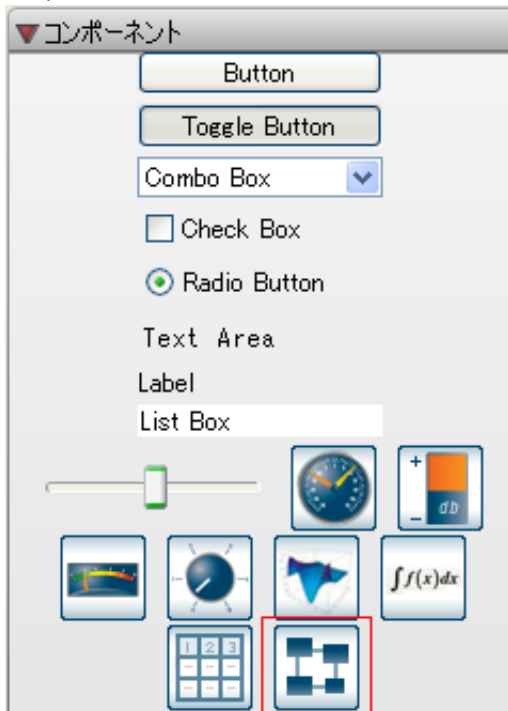 コンポーネント
Button
Toggle Button
Combo Box
Check Box
Radio Button
Text Area
Label
List Box
+
- db
∫f(x)dx
1 2 3